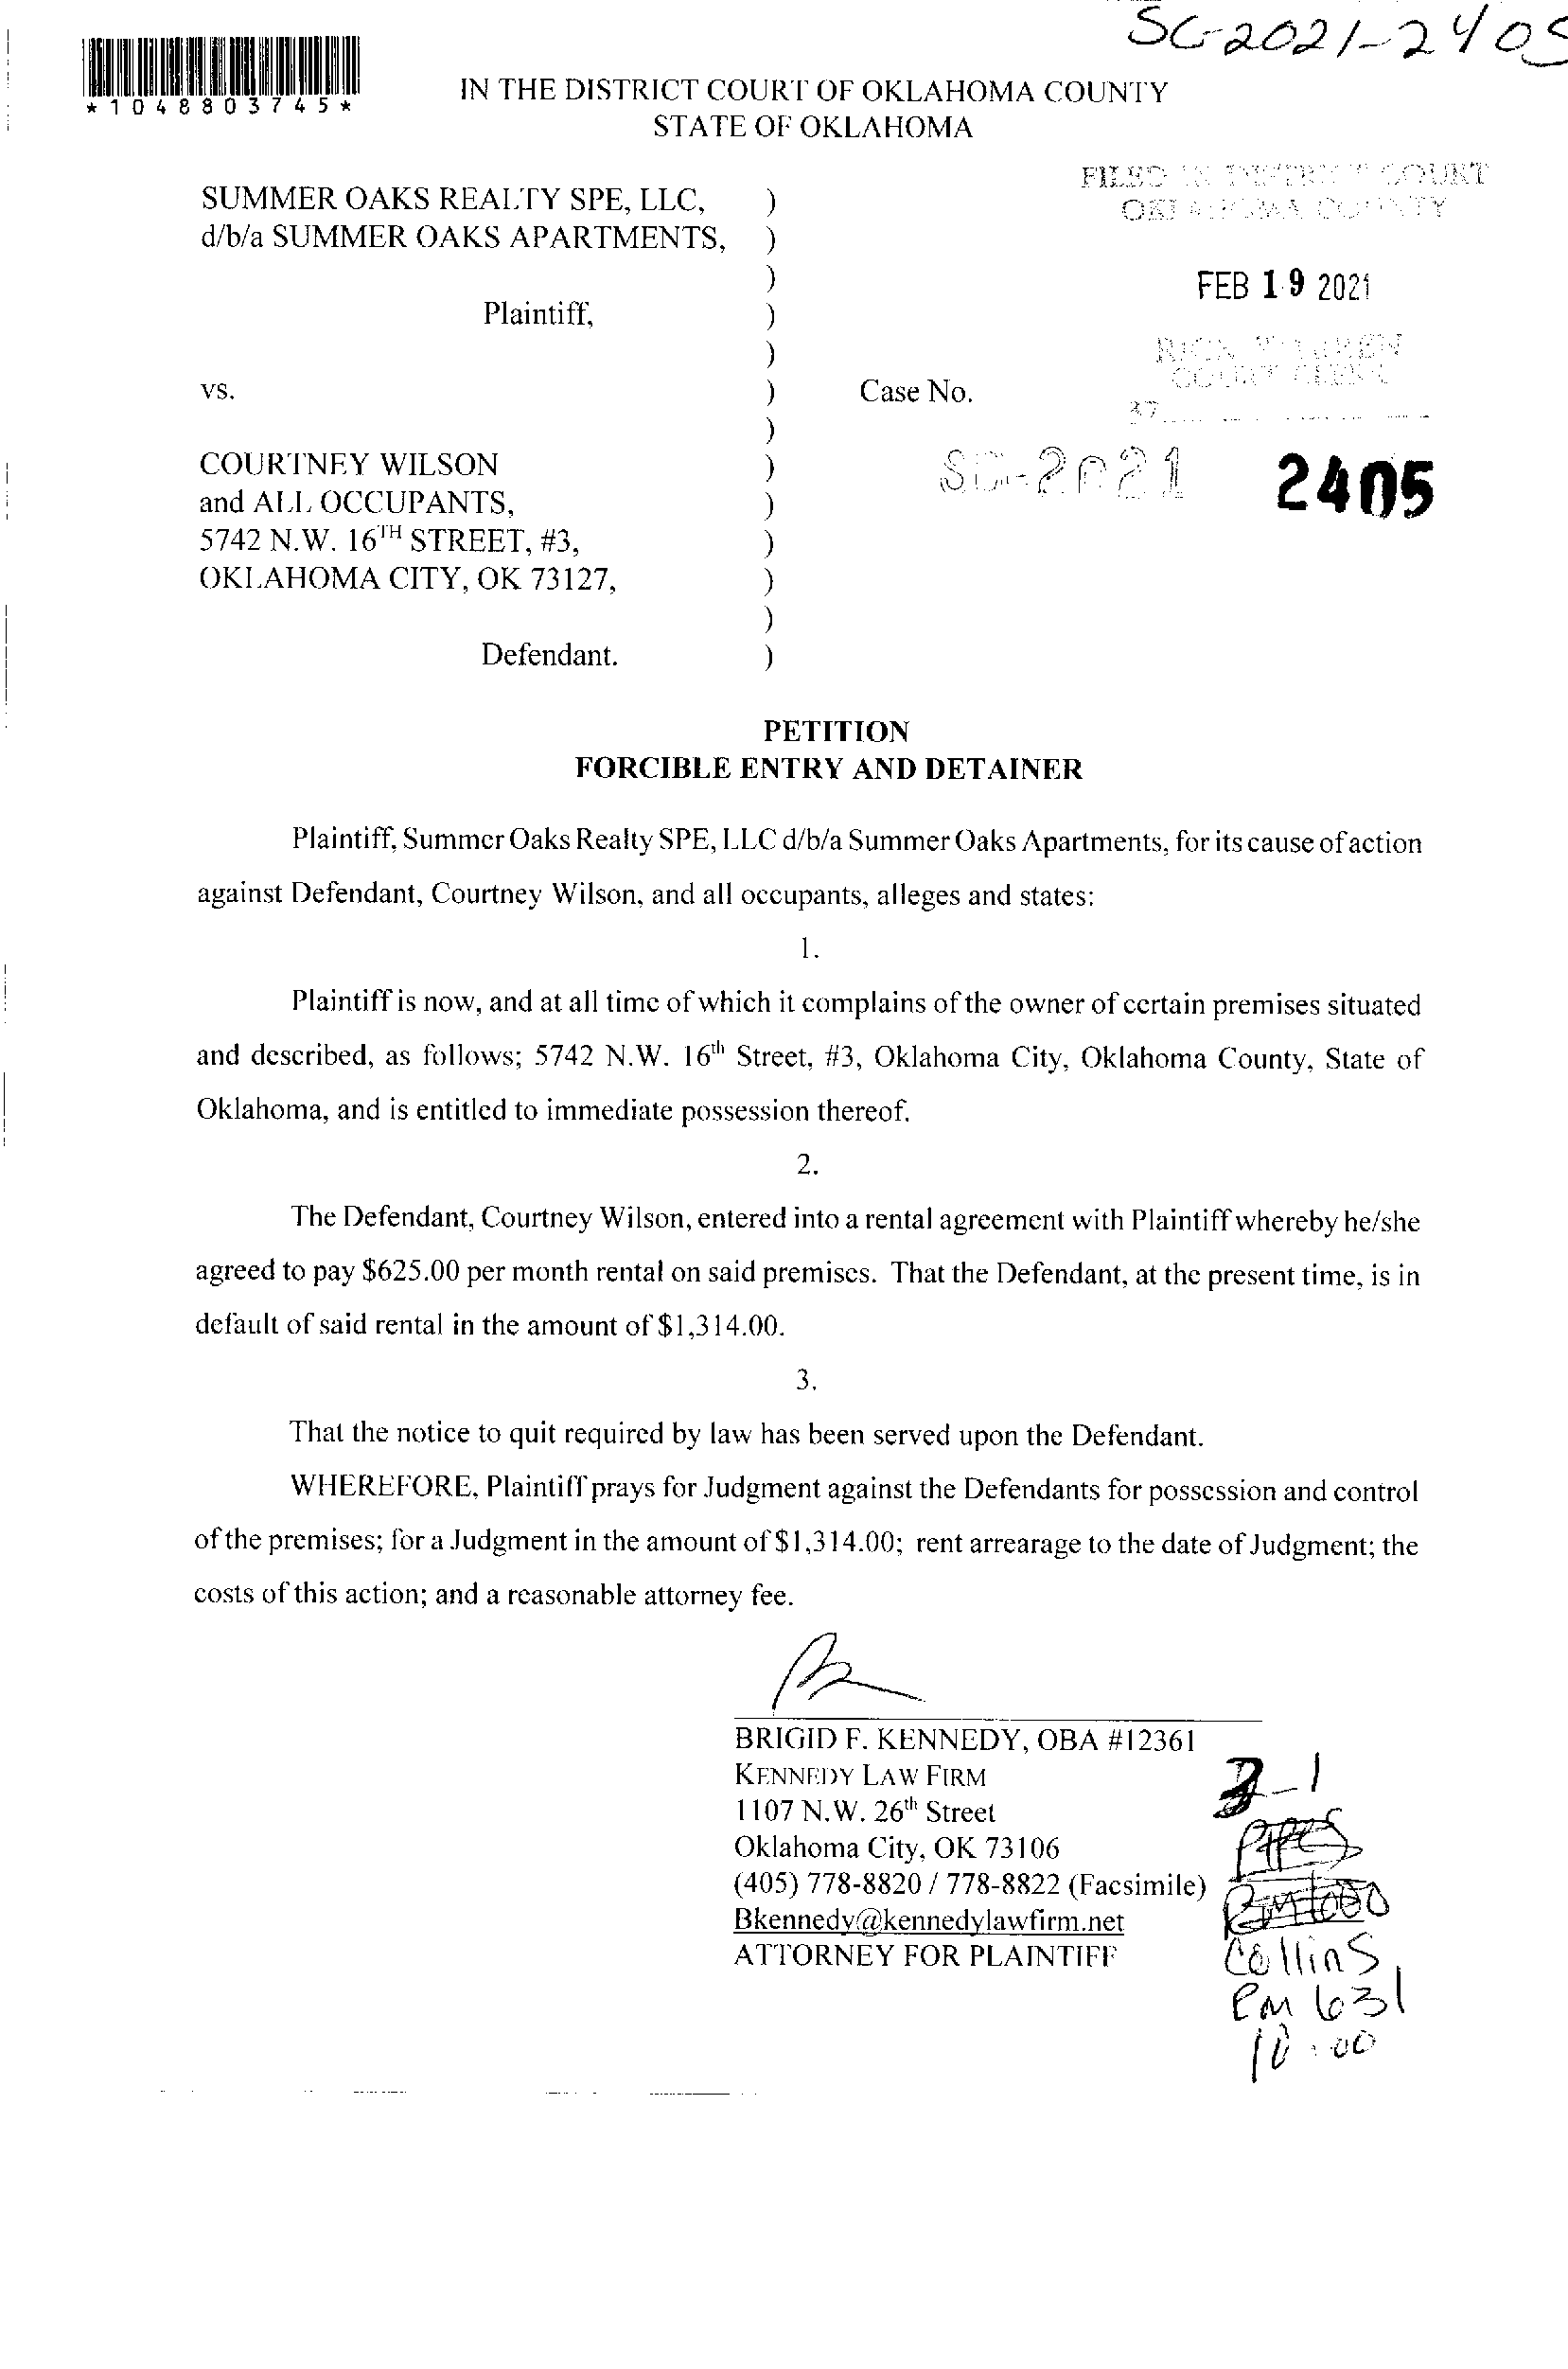 SC-2021-2405
*1048803745*
IN THE DISTRICT COURT OF OKLAHOMA COUNTY
STATE OF OKLAHOMA
FILED IN DISTRICT COURT
OKLAHOMA COUNTY
SUMMER OAKS REALTY SPE, LLC, )
d/b/a SUMMER OAKS APARTMENTS, )
)
FEB 19 2021
Plaintiff, )
)
RICK WARREN
COURT CLERK
vs. ) Case No.
37
)
COURTNEY WILSON ) SC-2021 2405
and ALL OCCUPANTS, )
5742 N.W. 16TH STREET, #3, )
OKLAHOMA CITY, OK 73127, )
)
Defendant. )
PETITION
FORCIBLE ENTRY AND DETAINER
Plaintiff, Summer Oaks Realty SPE, LLC d/b/a Summer Oaks Apartments, for its cause of action
against Defendant, Courtney Wilson, and all occupants, alleges and states:
1.
Plaintiff is now, and at all time of which it complains of the owner of certain premises situated
and described, as follows; 5742 N.W. 16th Street, #3, Oklahoma City, Oklahoma County, State of
Oklahoma, and is entitled to immediate possession thereof.
2.
The Defendant, Courtney Wilson, entered into a rental agreement with Plaintiff whereby he/she
agreed to pay $625.00 per month rental on said premises. That the Defendant, at the present time, is in
default of said rental in the amount of $1,314.00.
3.
That the notice to quit required by law has been served upon the Defendant.
WHEREFORE, Plaintiff prays for Judgment against the Defendants for possession and control
of the premises; for a Judgment in the amount of $1,314.00; rent arrearage to the date of Judgment; the
costs of this action; and a reasonable attorney fee.
BRIGID F. KENNEDY, OBA #12361
KENNEDY LAW FIRM
1107 N.W. 26th Street
Oklahoma City, OK 73106
(405) 778-8820 / 778-8822 (Facsimile)
Bkennedy@kennedylawfirm.net
ATTORNEY FOR PLAINTIFF
3-1
Collins
RM 631
10:00